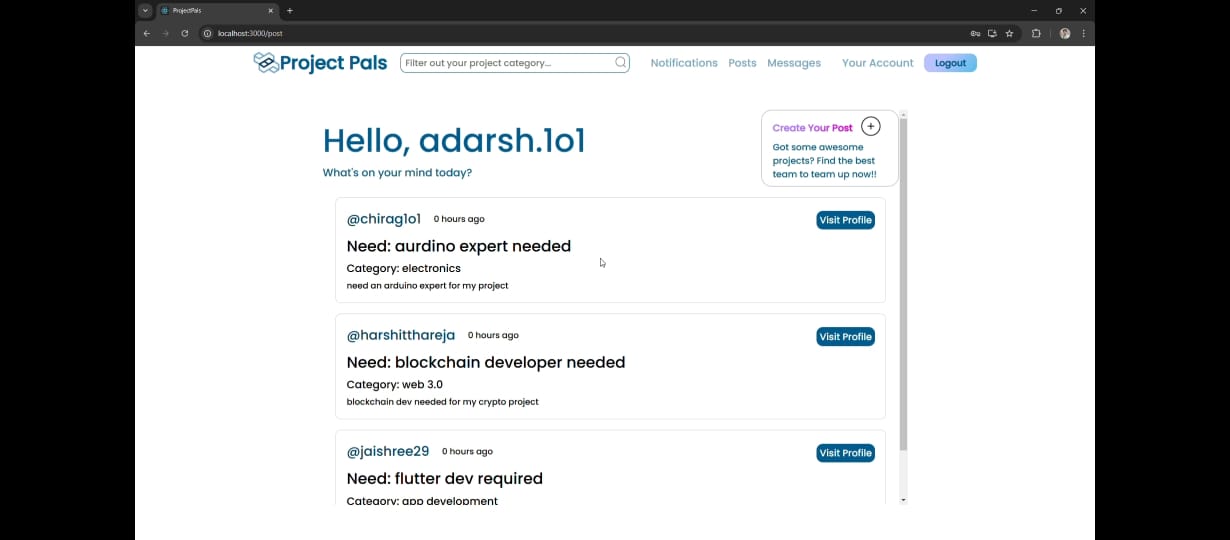 ProjectPals
localhost:3000/post
Project Pals
Filter out your project category...
Notifications
Posts
Messages
Your Account
Logout
Hello, adarsh.1o1
What's on your mind today?
Create Your Post
Got some awesome
projects? Find the best
team to team up now!!
@chirag1o1 0 hours ago
Visit Profile
Need: aurdino expert needed
Category: electronics
need an arduino expert for my project
@harshitthareja 0 hours ago
Visit Profile
Need: blockchain developer needed
Category: web 3.0
blockchain dev needed for my crypto project
@jaishree29 0 hours ago
Visit Profile
Need: flutter dev required
Category: app development